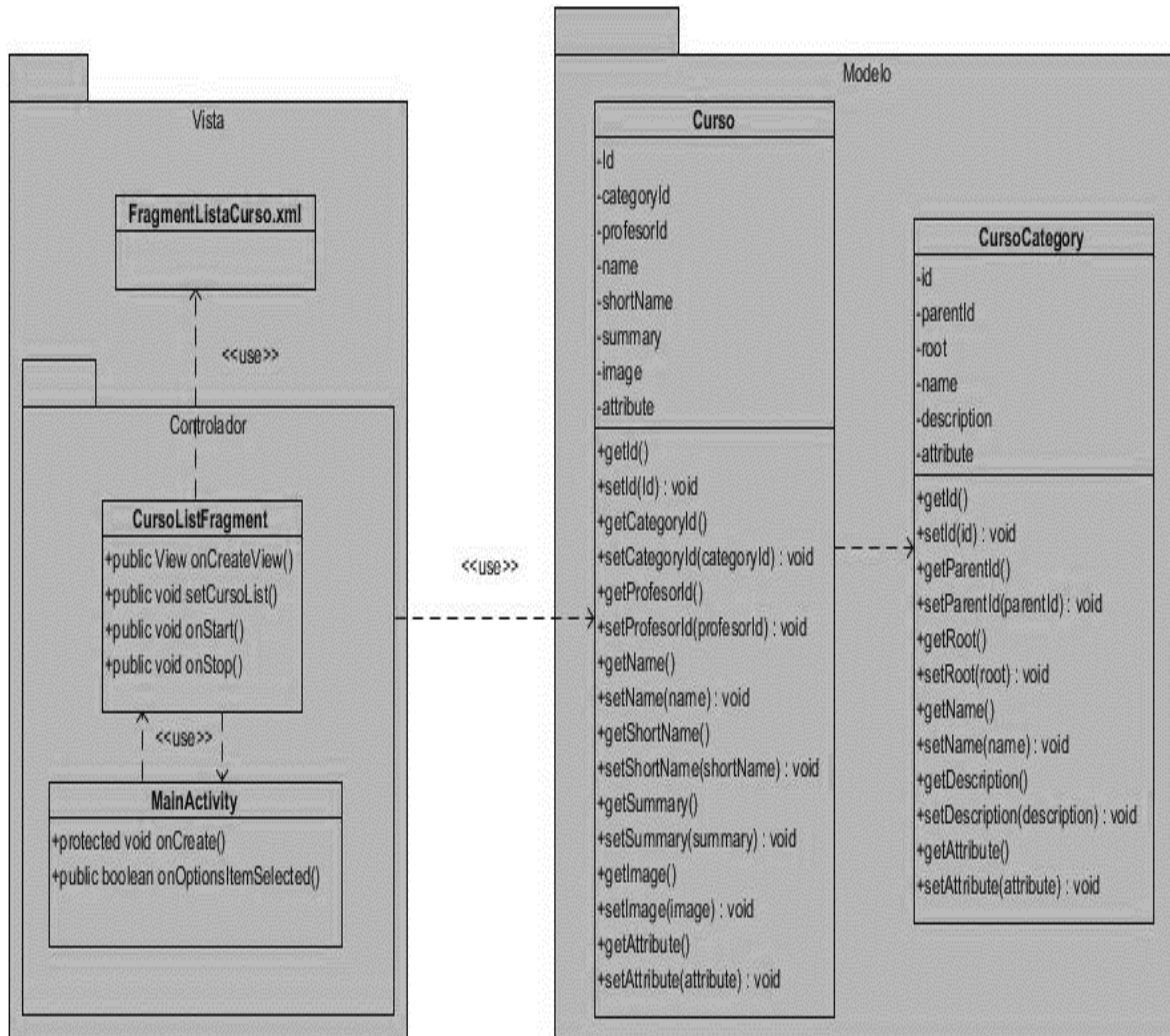 Vista
FragmentListaCurso.xml
<<use>>
Controlador
CursoListFragment
+public View onCreateView()
+public void setCursoList()
+public void onStart()
+public void onStop()
<<use>>
MainActivity
+protected void onCreate()
+public boolean onOptionsItemSelected()
<<use>>
Modelo
Curso
-Id
-categoryId
-profesorId
-name
-shortName
-summary
-image
-attribute
+getId()
+setId(Id) : void
+getCategoryId()
+setCategoryId(categoryId) : void
+getProfesorId()
+setProfesorId(profesorId) : void
+getName()
+setName(name) : void
+getShortName()
+setShortName(shortName) : void
+getSummary()
+setSummary(summary) : void
+getImage()
+setImage(image) : void
+getAttribute()
+setAttribute(attribute) : void
CursoCategory
-id
-parentId
-root
-name
-description
-attribute
+getId()
+setId(id) : void
+getParentId()
+setParentId(parentId) : void
+getRoot()
+setRoot(root) : void
+getName()
+setName(name) : void
+getDescription()
+setDescription(description) : void
+getAttribute()
+setAttribute(attribute) : void